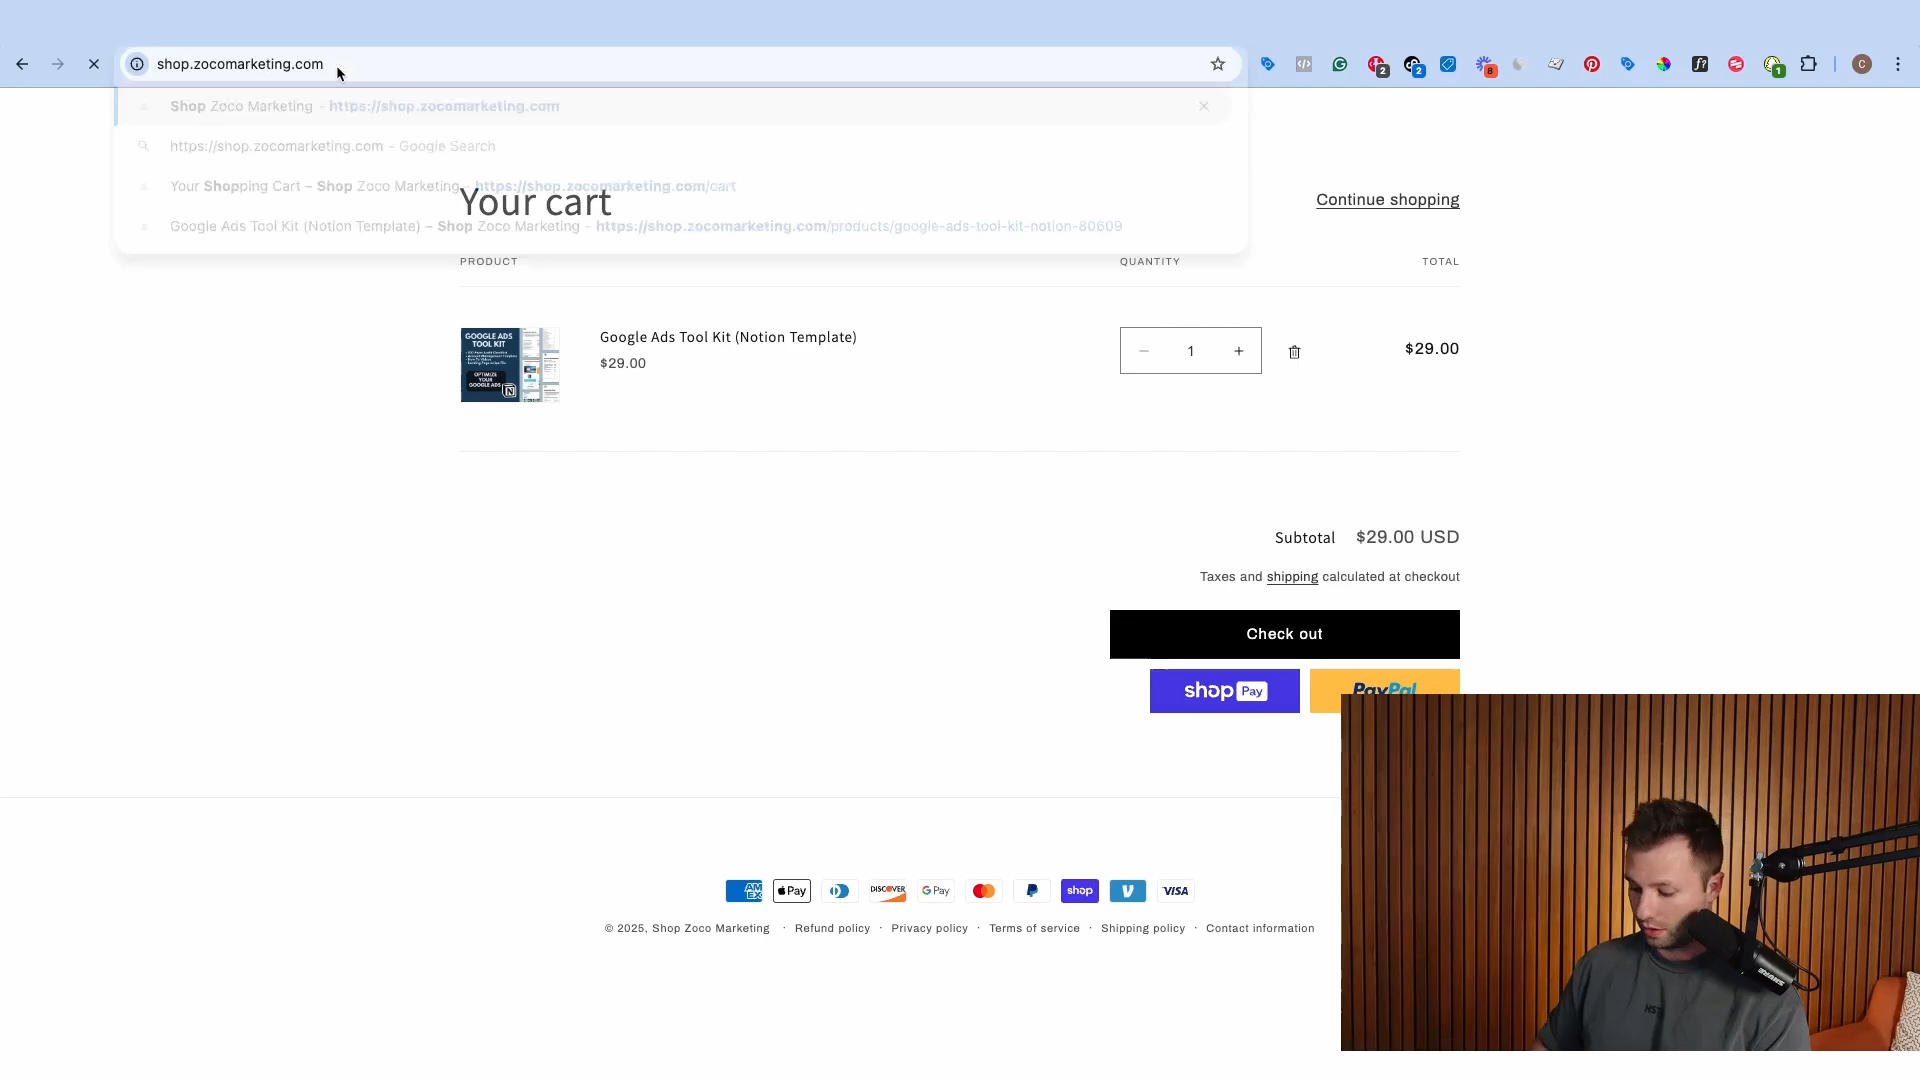 shop.zocomarketing.com
2
2
8
f?
1
C
Shop Zoco Marketing - https://shop.zocomarketing.com
https://shop.zocomarketing.com - Google Search
Your Shopping Cart – Shop Zoco Marketing - https://shop.zocomarketing.com/cart
Google Ads Tool Kit (Notion Template) – Shop Zoco Marketing - https://shop.zocomarketing.com/products/google-ads-tool-kit-notion-80609
Your cart
Continue shopping
PRODUCT QUANTITY TOTAL
GOOGLE ADS
TOOL KIT
OPTIMIZE
YOUR
GOOGLE ADS
Google Ads Tool Kit (Notion Template)
$29.00
1
$29.00
Subtotal $29.00 USD
Taxes and shipping calculated at checkout
Check out
shop Pay
PayPal
AMEX Pay DISCOVER G Pay shop VISA
© 2025, Shop Zoco Marketing · Refund policy · Privacy policy · Terms of service · Shipping policy · Contact information